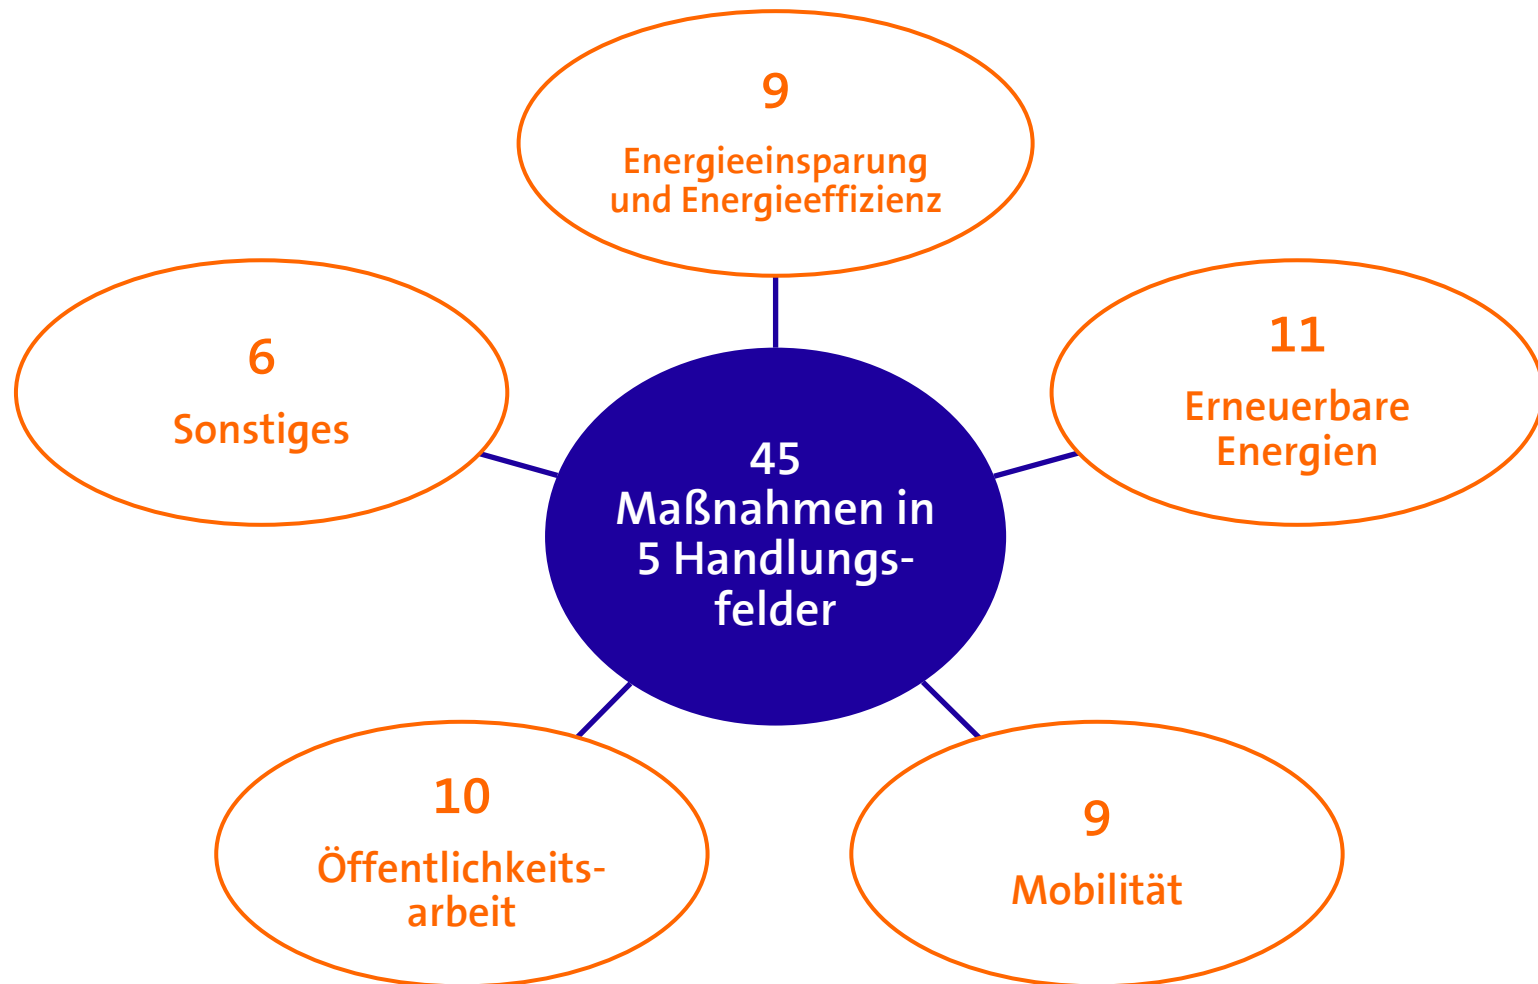 9
Energieeinsparung
und Energieeffizienz
6
Sonstiges
11
Erneuerbare
Energien
45
Maßnahmen in
5 Handlungs-
felder
10
Öffentlichkeits-
arbeit
9
Mobilität